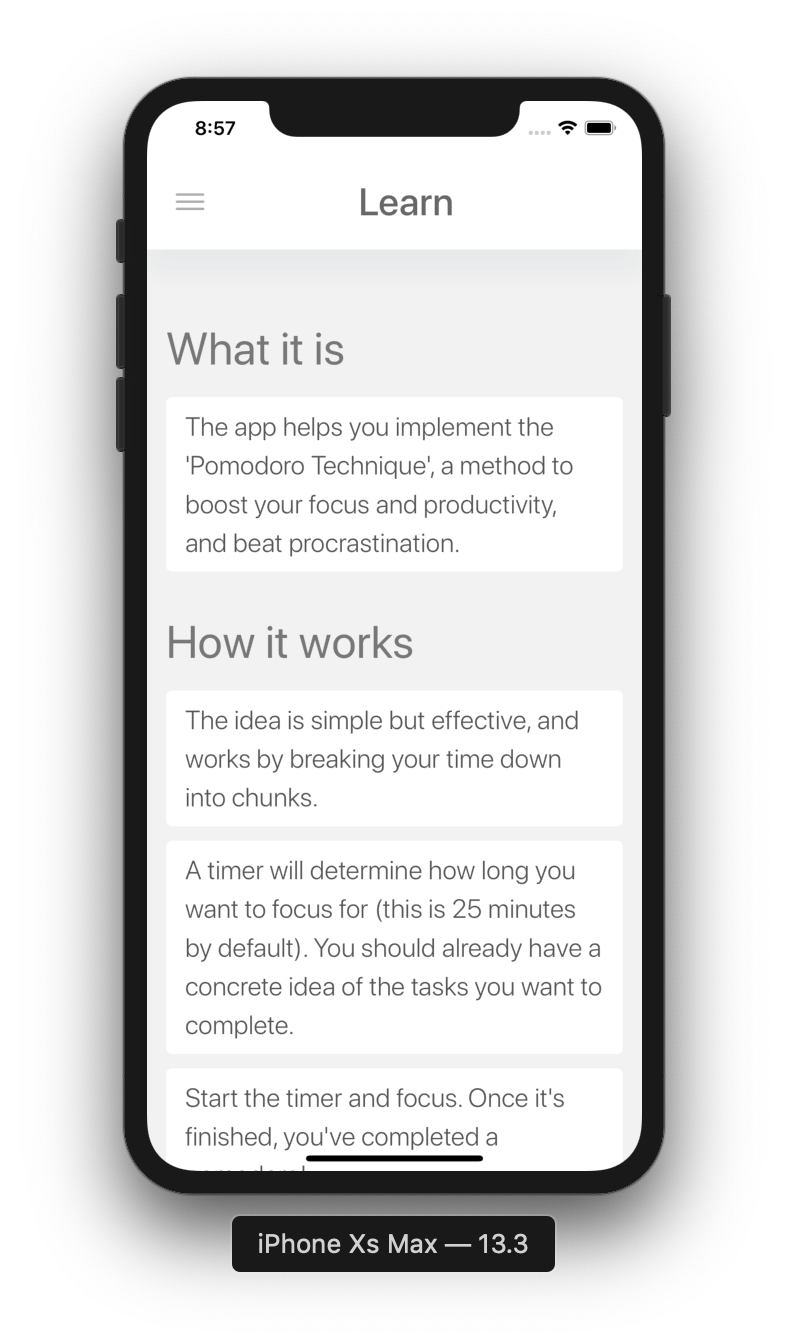 8:57
Learn
What it is
The app helps you implement the
'Pomodoro Technique', a method to
boost your focus and productivity,
and beat procrastination.
How it works
The idea is simple but effective, and
works by breaking your time down
into chunks.
A timer will determine how long you
want to focus for (this is 25 minutes
by default). You should already have a
concrete idea of the tasks you want to
complete.
Start the timer and focus. Once it's
finished, you've completed a
iPhone Xs Max — 13.3